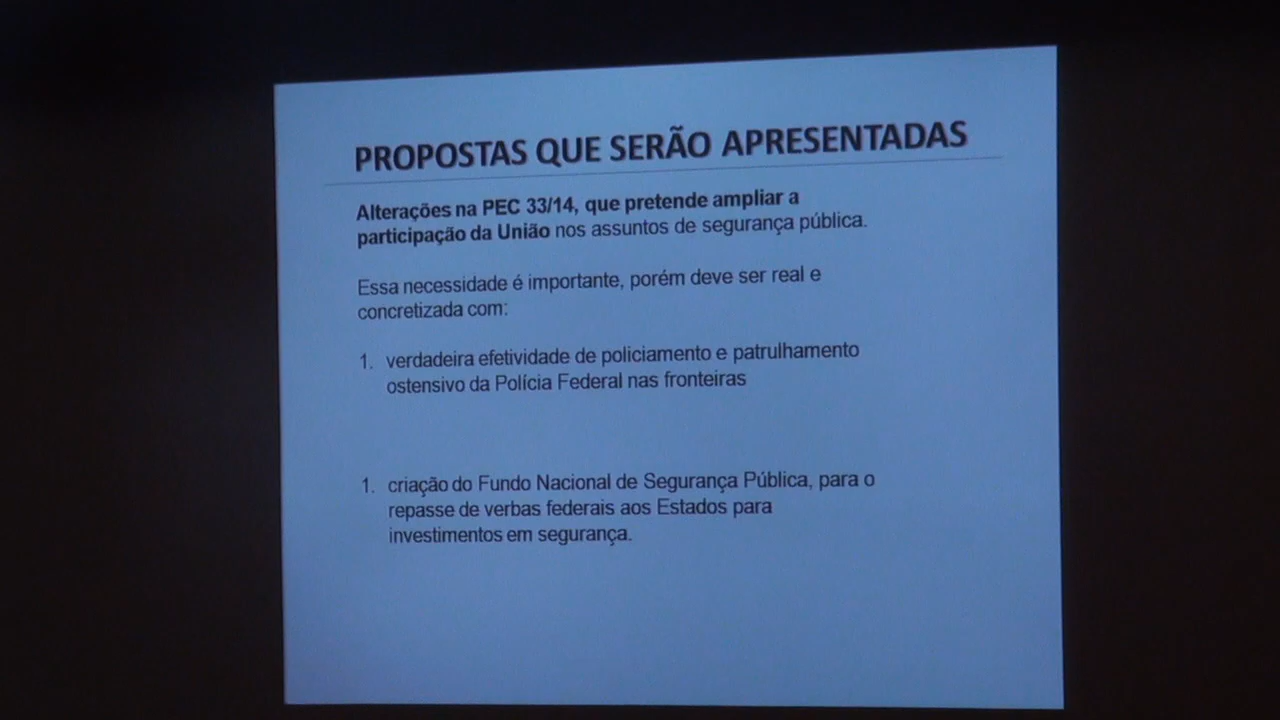 PROPOSTAS QUE SERÃO APRESENTADAS
Alterações na PEC 33/14, que pretende ampliar a
participação da União nos assuntos de segurança pública.
Essa necessidade é importante, porém deve ser real e
concretizada com:
1. verdadeira efetividade de policiamento e patrulhamento
ostensivo da Polícia Federal nas fronteiras
1. criação do Fundo Nacional de Segurança Pública, para o
repasse de verbas federais aos Estados para
investimentos em segurança.